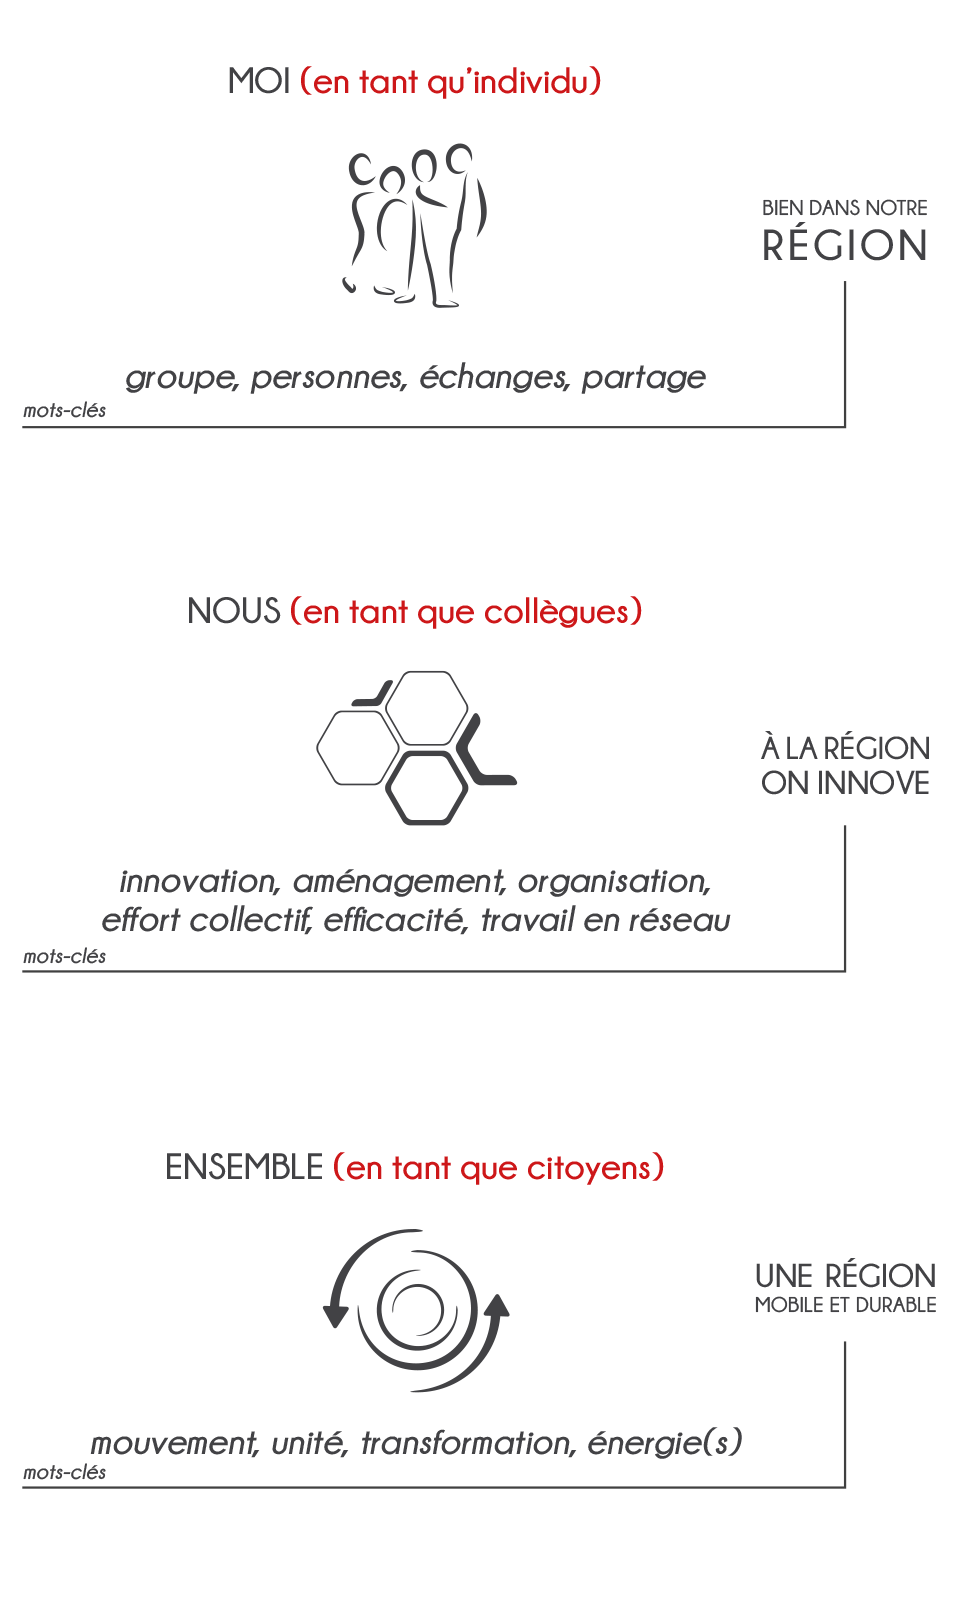 MOI (en tant qu’individu)
BIEN DANS NOTRE
RÉGION
groupe, personnes, échanges, partage
mots-clés
NOUS (en tant que collègues)
À LA RÉGION
ON INNOVE
innovation, aménagement, organisation,
effort collectif, efficacité, travail en réseau
mots-clés
ENSEMBLE (en tant que citoyens)
UNE RÉGION
MOBILE ET DURABLE
mouvement, unité, transformation, énergie(s)
mots-clés